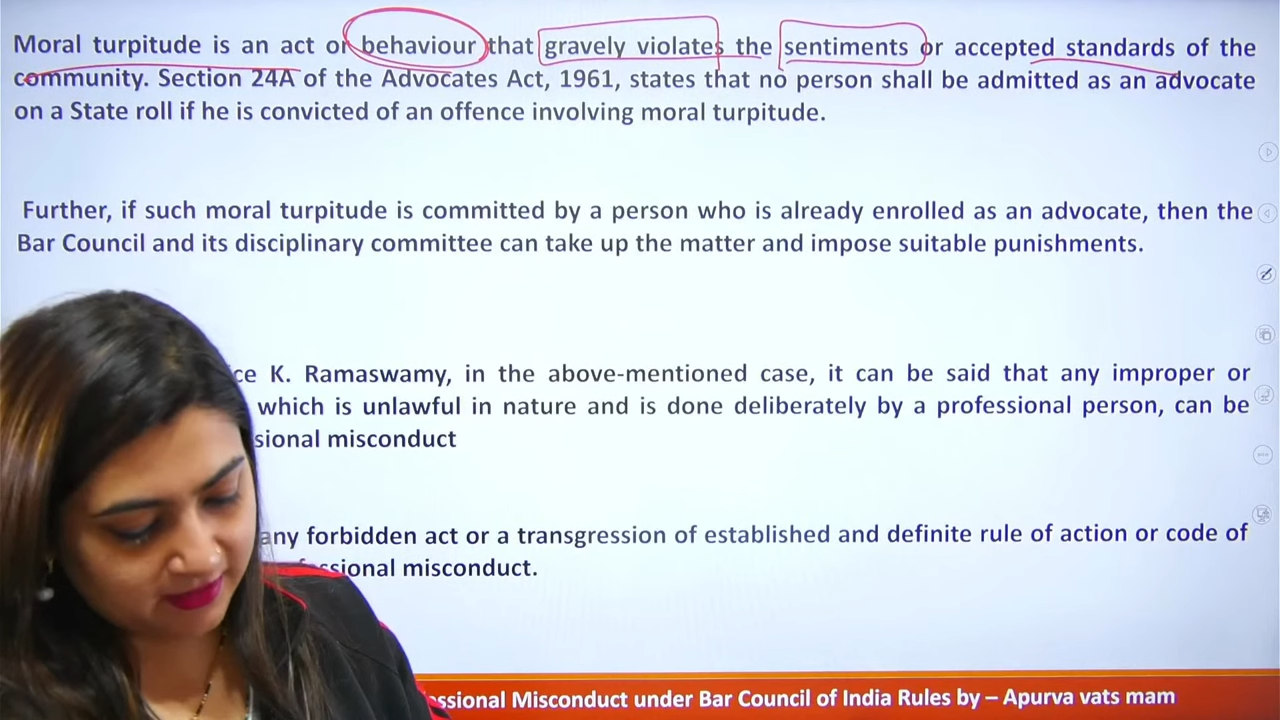 Moral turpitude is an act or behaviour that gravely violates the sentiments or accepted standards of the
community. Section 24A of the Advocates Act, 1961, states that no person shall be admitted as an advocate
on a State roll if he is convicted of an offence involving moral turpitude.
Further, if such moral turpitude is committed by a person who is already enrolled as an advocate, then the
Bar Council and its disciplinary committee can take up the matter and impose suitable punishments.
ce K. Ramaswamy, in the above-mentioned case, it can be said that any improper or
which is unlawful in nature and is done deliberately by a professional person, can be
sional misconduct
any forbidden act or a transgression of established and definite rule of action or code of
ssional misconduct.
ssional Misconduct under Bar Council of India Rules by – Apurva vats mam